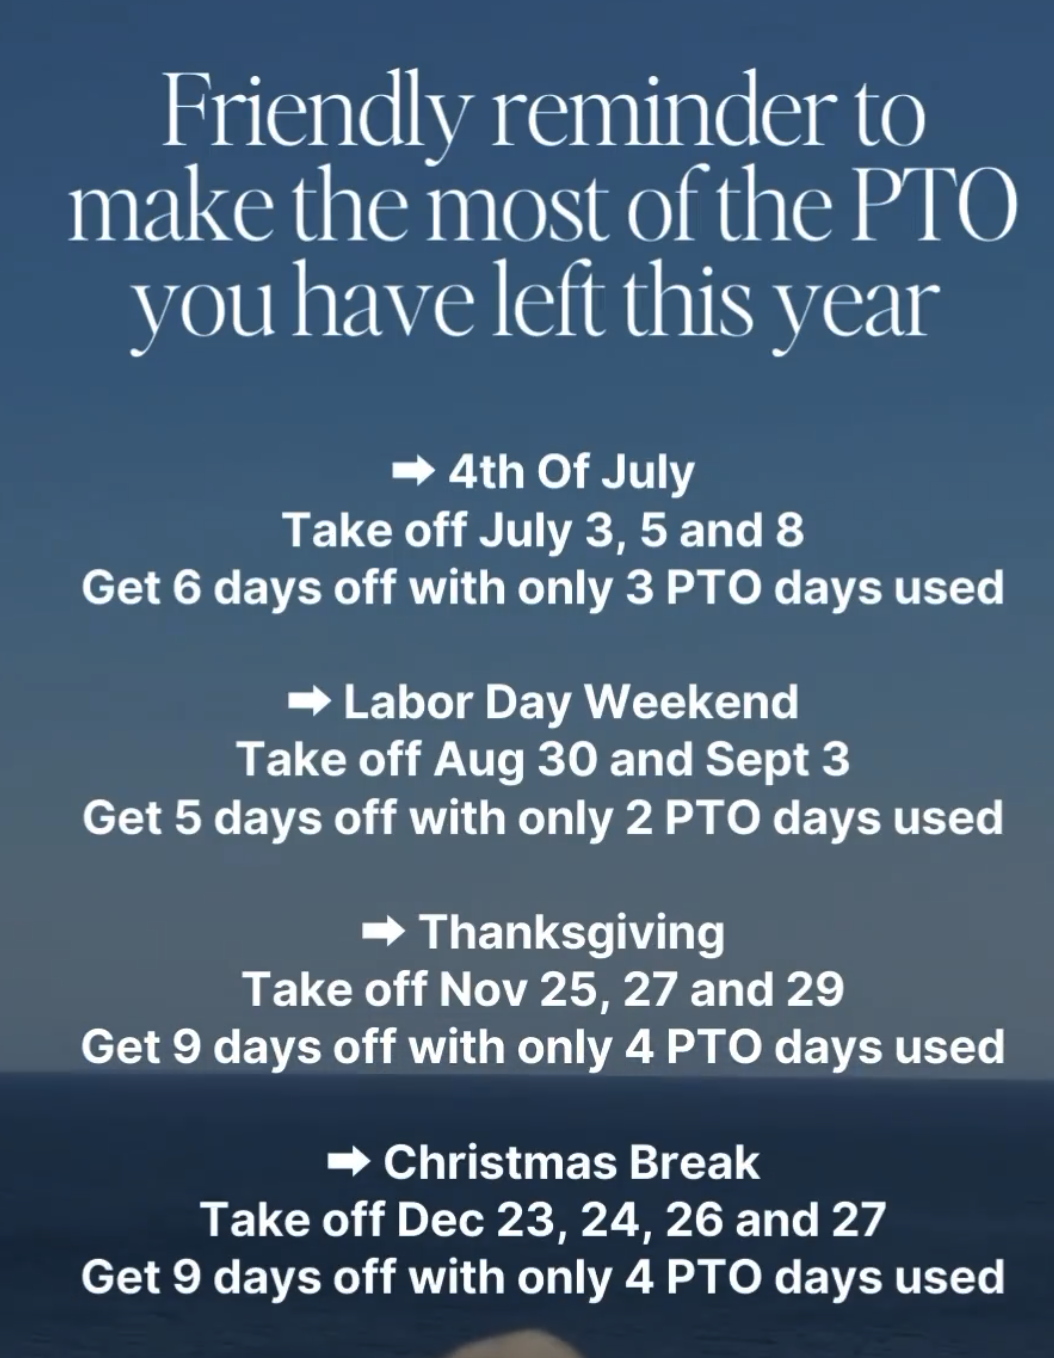 Friendly reminder to
make the most of the PTO
you have left this year
➡ 4th Of July
Take off July 3, 5 and 8
Get 6 days off with only 3 PTO days used
➡ Labor Day Weekend
Take off Aug 30 and Sept 3
Get 5 days off with only 2 PTO days used
➡ Thanksgiving
Take off Nov 25, 27 and 29
Get 9 days off with only 4 PTO days used
➡ Christmas Break
Take off Dec 23, 24, 26 and 27
Get 9 days off with only 4 PTO days used